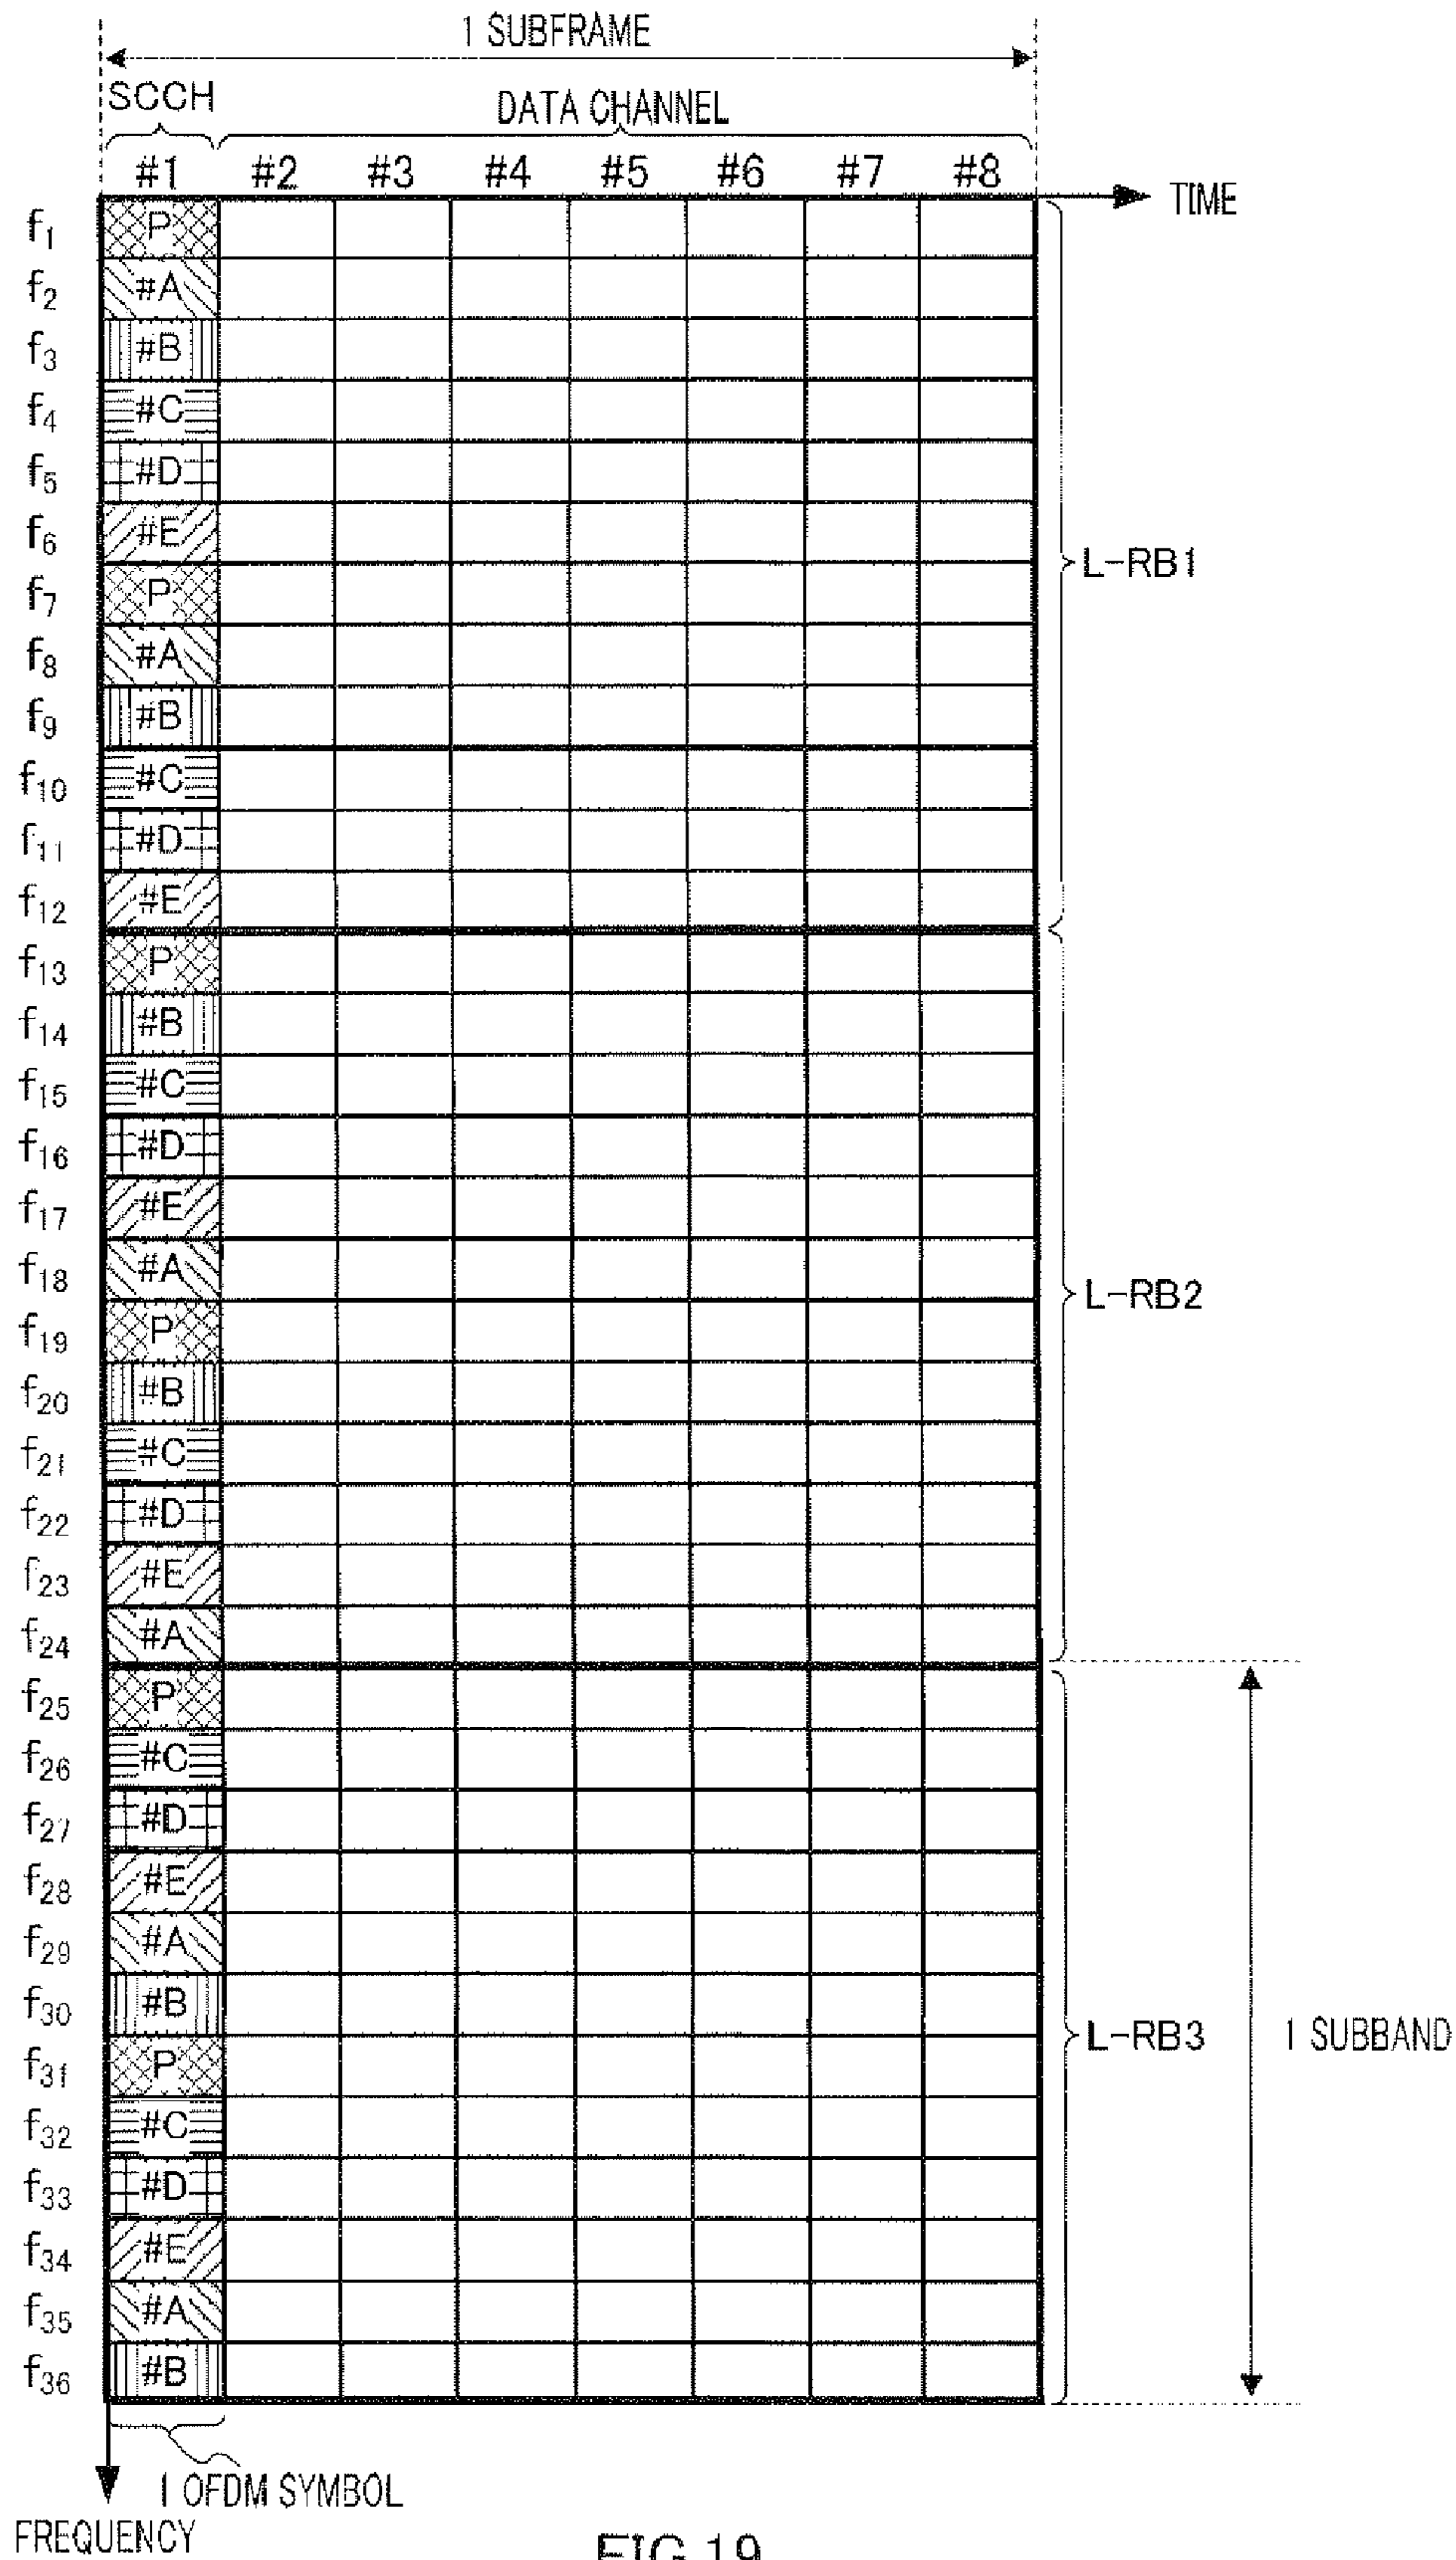 1 SUBFRAME
SCCH
DATA CHANNEL
#1 #2 #3 #4 #5 #6 #7 #8
TIME
f1 P
f2 #A
f3 #B
f4 #C
f5 #D
f6 #E
L-RB1
f7 P
f8 #A
f9 #B
f10 #C
f11 #D
f12 #E
f13 P
f14 #B
f15 #C
f16 #D
f17 #E
f18 #A
L-RB2
f19 P
f20 #B
f21 #C
f22 #D
f23 #E
f24 #A
f25 P
f26 #C
f27 #D
f28 #E
f29 #A
f30 #B
L-RB3
1 SUBBAND
f31 P
f32 #C
f33 #D
f34 #E
f35 #A
f36 #B
1 OFDM SYMBOL
FREQUENCY
FIG.19